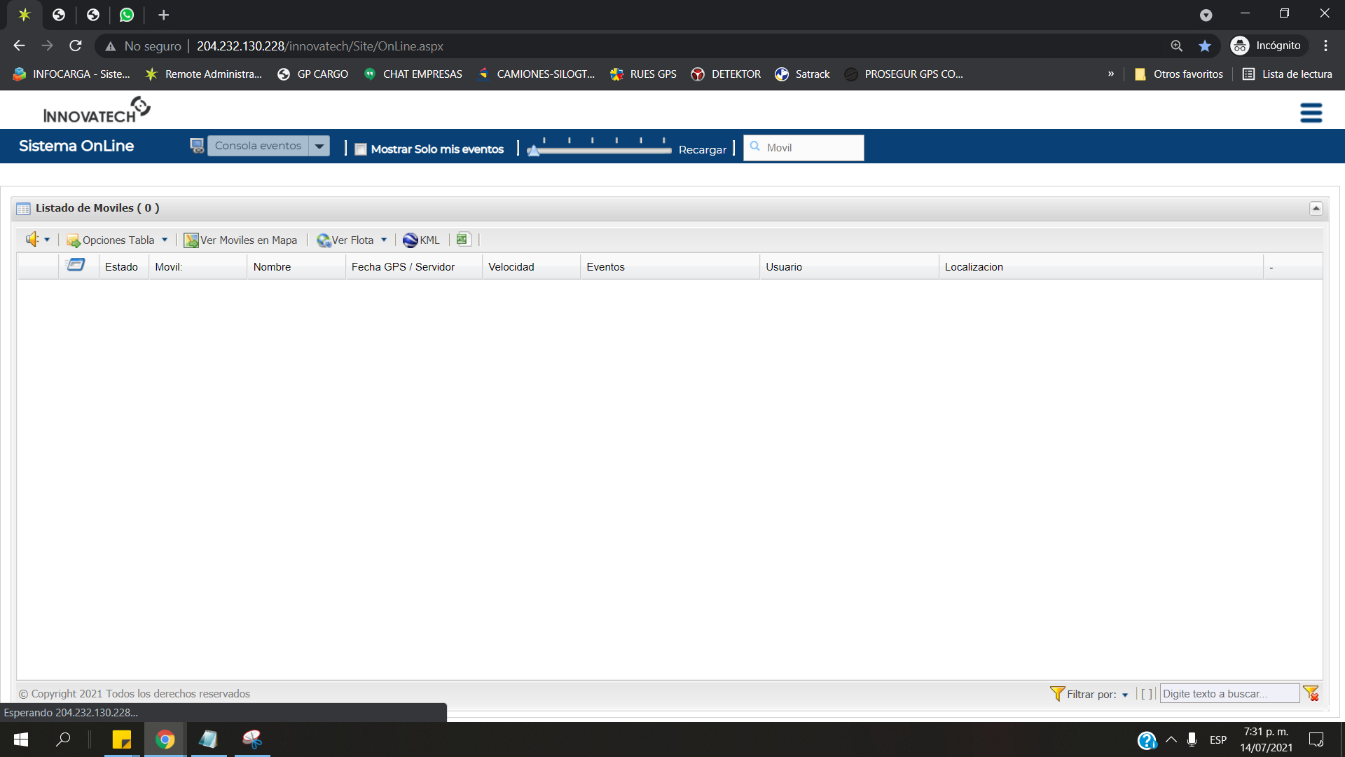 No seguro | 204.232.130.228/innovatech/Site/OnLine.aspx
Incógnito
INFOCARGA - Siste...
Remote Administra...
GP CARGO
CHAT EMPRESAS
CAMIONES-SILOGT...
RUES GPS
DETEKTOR
Satrack
PROSEGUR GPS CO...
»
Otros favoritos
Lista de lectura
INNOVATECH
Sistema OnLine
Consola eventos
Mostrar Solo mis eventos
Recargar
Movil
Listado de Moviles ( 0 )
Opciones Tabla
Ver Moviles en Mapa
Ver Flota
KML
Estado
Movil:
Nombre
Fecha GPS / Servidor
Velocidad
Eventos
Usuario
Localizacion
-
© Copyright 2021 Todos los derechos reservados
Filtrar por:
[ ]
Digite texto a buscar...
Esperando 204.232.130.228...
ESP
7:31 p. m.
14/07/2021